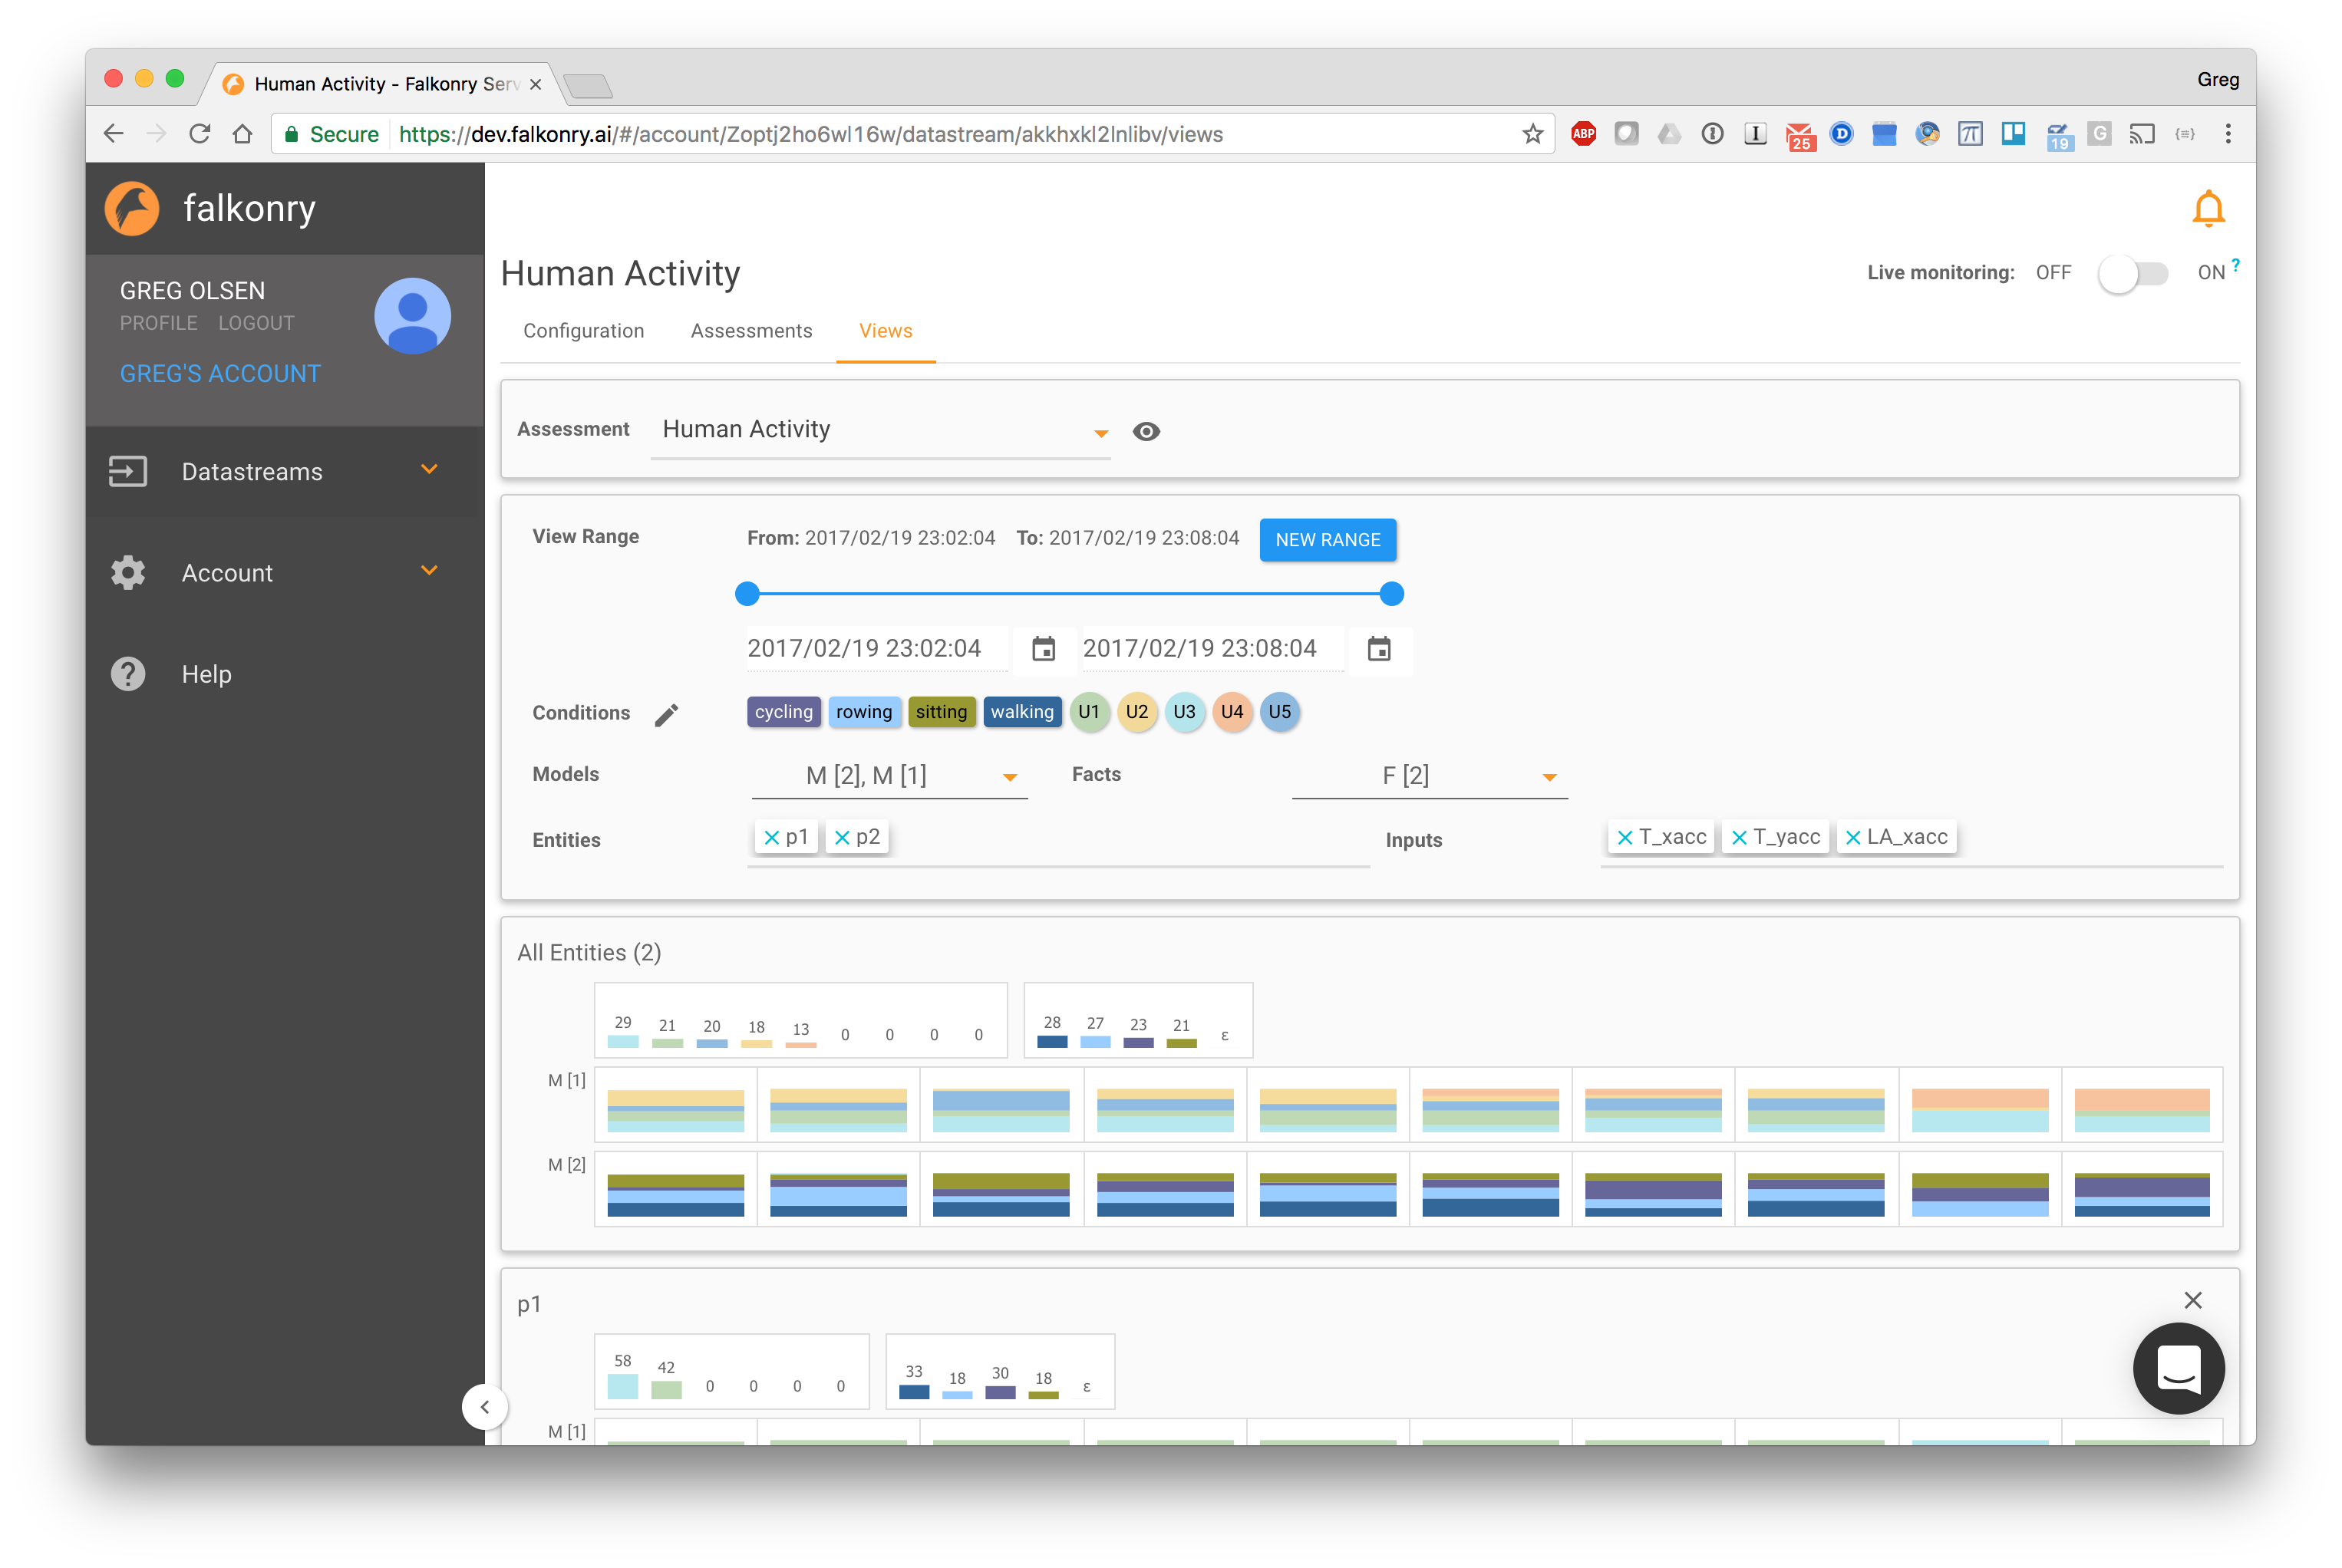 Human Activity - Falkonry Serv
Greg
Secure https://dev.falkonry.ai/#/account/Zoptj2ho6wl16w/datastream/akkhxkl2lnlibv/views
ABP
25
D
19
G
falkonry
GREG OLSEN
PROFILE LOGOUT
GREG'S ACCOUNT
Datastreams
Account
Help
Human Activity
Live monitoring: OFF ON ?
Configuration Assessments Views
Assessment Human Activity
View Range From: 2017/02/19 23:02:04 To: 2017/02/19 23:08:04 NEW RANGE
2017/02/19 23:02:04 2017/02/19 23:08:04
Conditions cycling rowing sitting walking U1 U2 U3 U4 U5
Models M [2], M [1] Facts F [2]
Entities p1 p2 Inputs T_xacc T_yacc LA_xacc
All Entities (2)
29 21 20 18 13 0 0 0 0 28 27 23 21 ε
M [1]
M [2]
p1
58 42 0 0 0 0 33 18 30 18 ε
M [1]